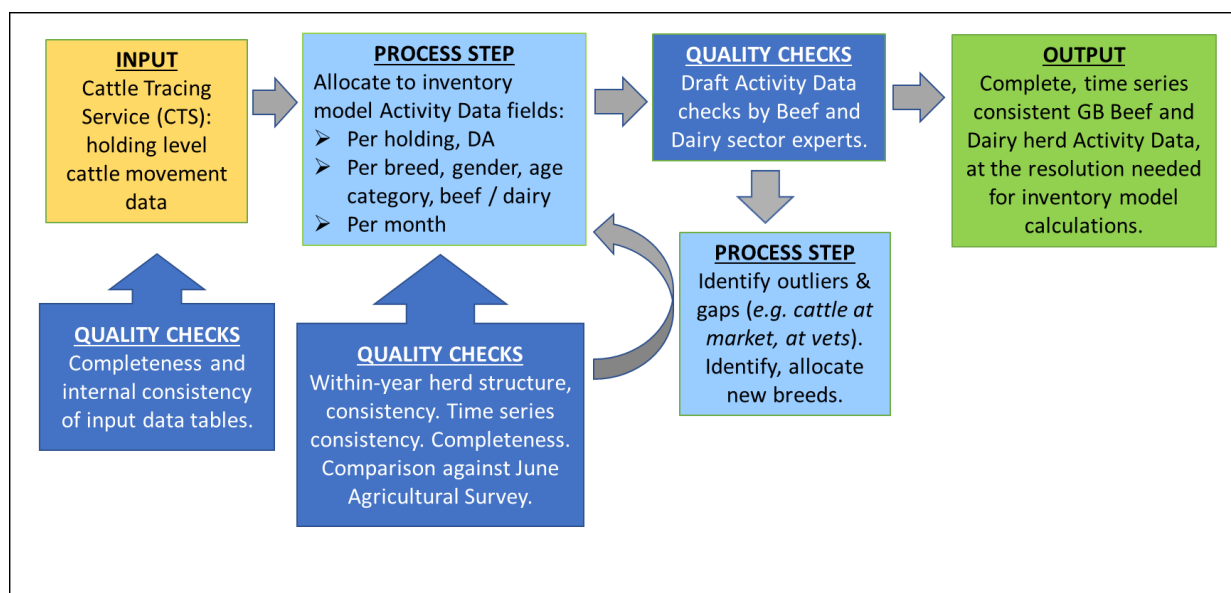 INPUT
Cattle Tracing
Service (CTS):
holding level
cattle movement
data
PROCESS STEP
Allocate to inventory
model Activity Data fields:
➢ Per holding, DA
➢ Per breed, gender, age
category, beef / dairy
➢ Per month
QUALITY CHECKS
Draft Activity Data
checks by Beef and
Dairy sector experts.
OUTPUT
Complete, time series
consistent GB Beef and
Dairy herd Activity Data,
at the resolution needed
for inventory model
calculations.
PROCESS STEP
Identify outliers &
gaps (e.g. cattle at
market, at vets).
Identify, allocate
new breeds.
QUALITY CHECKS
Completeness and
internal consistency
of input data tables.
QUALITY CHECKS
Within-year herd structure,
consistency. Time series
consistency. Completeness.
Comparison against June
Agricultural Survey.